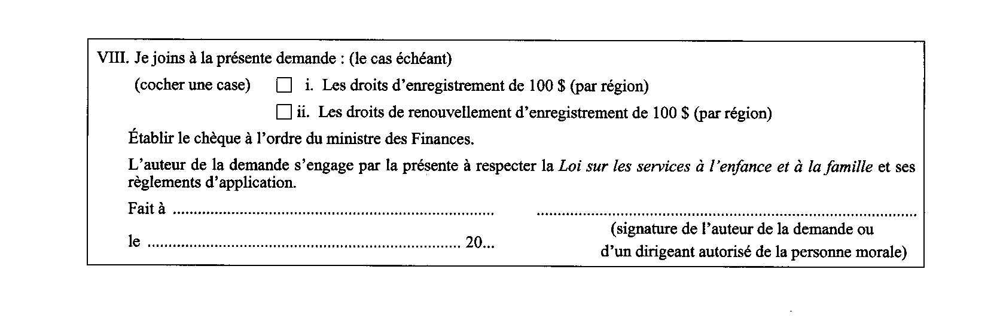 VIII. Je joins à la présente demande : (le cas échéant)
(cocher une case) ☐ i. Les droits d'enregistrement de 100 $ (par région)
☐ ii. Les droits de renouvellement d'enregistrement de 100 $ (par région)
Établir le chèque à l'ordre du ministre des Finances.
L'auteur de la demande s'engage par la présente à respecter la Loi sur les services à l'enfance et à la famille et ses
règlements d'application.
Fait à ................................................................................ ................................................................................
(signature de l'auteur de la demande ou
le ................................................................................ 20...
d'un dirigeant autorisé de la personne morale)